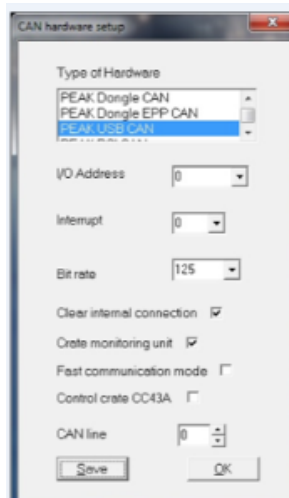 CAN hardware setup
Type of Hardware
PEAK Dongle CAN
PEAK Dongle EPP CAN
PEAK USB CAN
I/O Address 0
Interrupt 0
Bit rate 125
Clear internal connection
Crate monitoring unit
Fast communication mode
Control crate CC43A
CAN line 0
Save OK